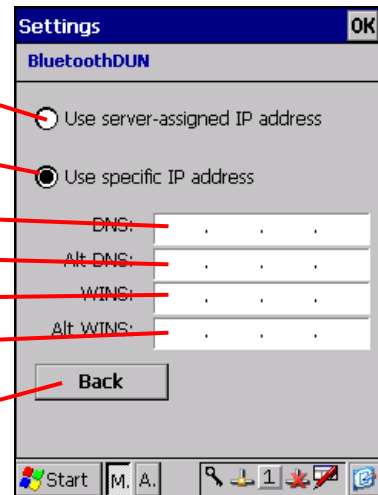 Settings OK
BluetoothDUN
Use server-assigned IP address
Use specific IP address
DNS: . . .
Alt DNS: . . .
WINS: . . .
Alt WINS: . . .
Back
Start M. A. 1